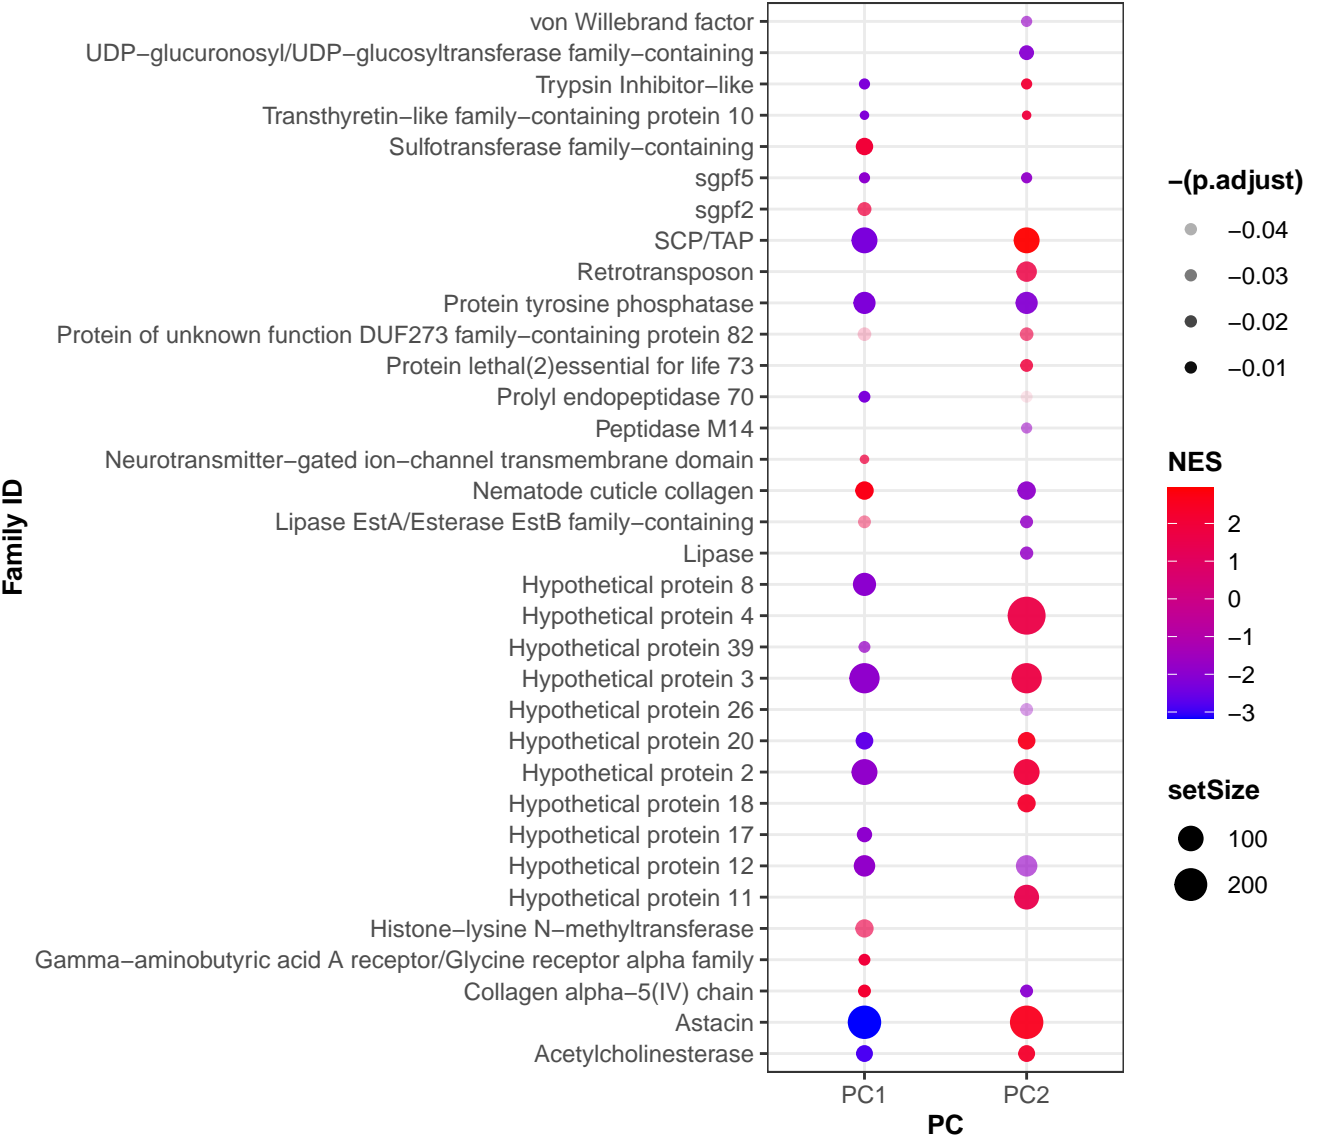 von Willebrand factor
UDP−glucuronosyl/UDP−glucosyltransferase family−containing
Trypsin Inhibitor−like
Transthyretin−like family−containing protein 10
Sulfotransferase family−containing
sgpf5
sgpf2
SCP/TAP
Retrotransposon
Protein tyrosine phosphatase
Protein of unknown function DUF273 family−containing protein 82
Protein lethal(2)essential for life 73
Prolyl endopeptidase 70
Peptidase M14
Neurotransmitter−gated ion−channel transmembrane domain
Nematode cuticle collagen
Lipase EstA/Esterase EstB family−containing
Lipase
Hypothetical protein 8
Hypothetical protein 4
Hypothetical protein 39
Hypothetical protein 3
Hypothetical protein 26
Hypothetical protein 20
Hypothetical protein 2
Hypothetical protein 18
Hypothetical protein 17
Hypothetical protein 12
Hypothetical protein 11
Histone−lysine N−methyltransferase
Gamma−aminobutyric acid A receptor/Glycine receptor alpha family
Collagen alpha−5(IV) chain
Astacin
Acetylcholinesterase
Family ID
PC1
PC2
PC
−(p.adjust)
−0.04
−0.03
−0.02
−0.01
NES
2
1
0
−1
−2
−3
setSize
100
200